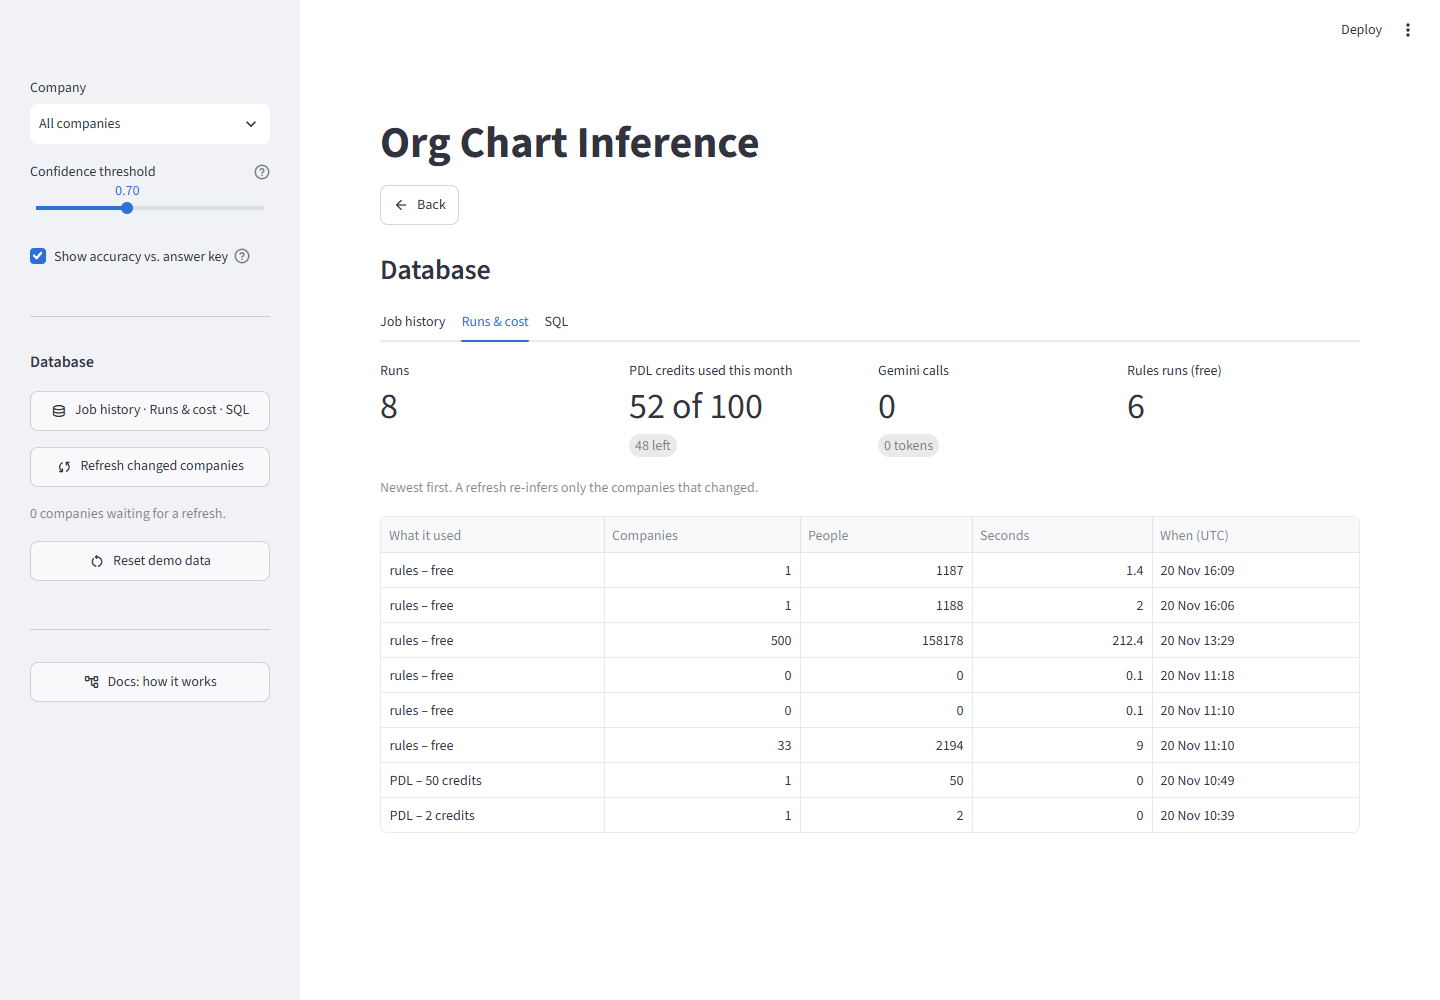 Deploy
Company
All companies
Confidence threshold
0.70
Show accuracy vs. answer key
Database
Job history · Runs & cost · SQL
Refresh changed companies
0 companies waiting for a refresh.
Reset demo data
Docs: how it works
Org Chart Inference
Back
Database
Job history Runs & cost SQL
Runs PDL credits used this month Gemini calls Rules runs (free)
8 52 of 100 0 6
48 left 0 tokens
Newest first. A refresh re-infers only the companies that changed.
What it used Companies People Seconds When (UTC)
rules – free 1 1187 1.4 20 Nov 16:09
rules – free 1 1188 2 20 Nov 16:06
rules – free 500 158178 212.4 20 Nov 13:29
rules – free 0 0 0.1 20 Nov 11:18
rules – free 0 0 0.1 20 Nov 11:10
rules – free 33 2194 9 20 Nov 11:10
PDL – 50 credits 1 50 0 20 Nov 10:49
PDL – 2 credits 1 2 0 20 Nov 10:39